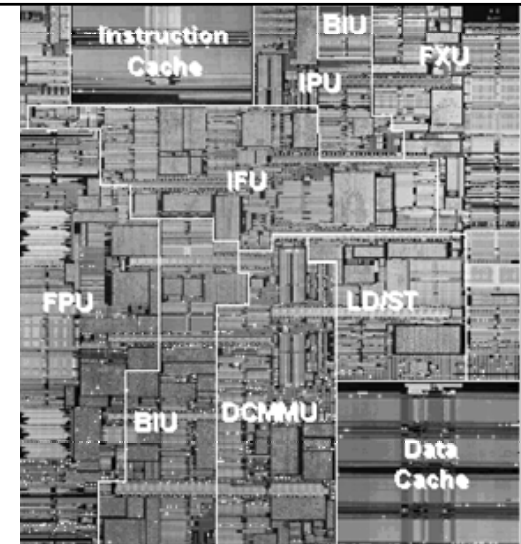 Instruction
Cache
BIU
FXU
IPU
IFU
FPU
LD/ST
BIU
DCMMU
Data
Cache